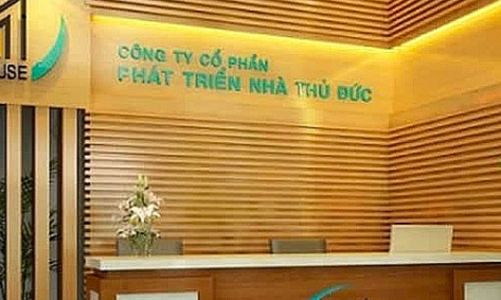 USE
CÔNG TY CỔ PHẦN
PHÁT TRIỂN NHÀ THỦ ĐỨC